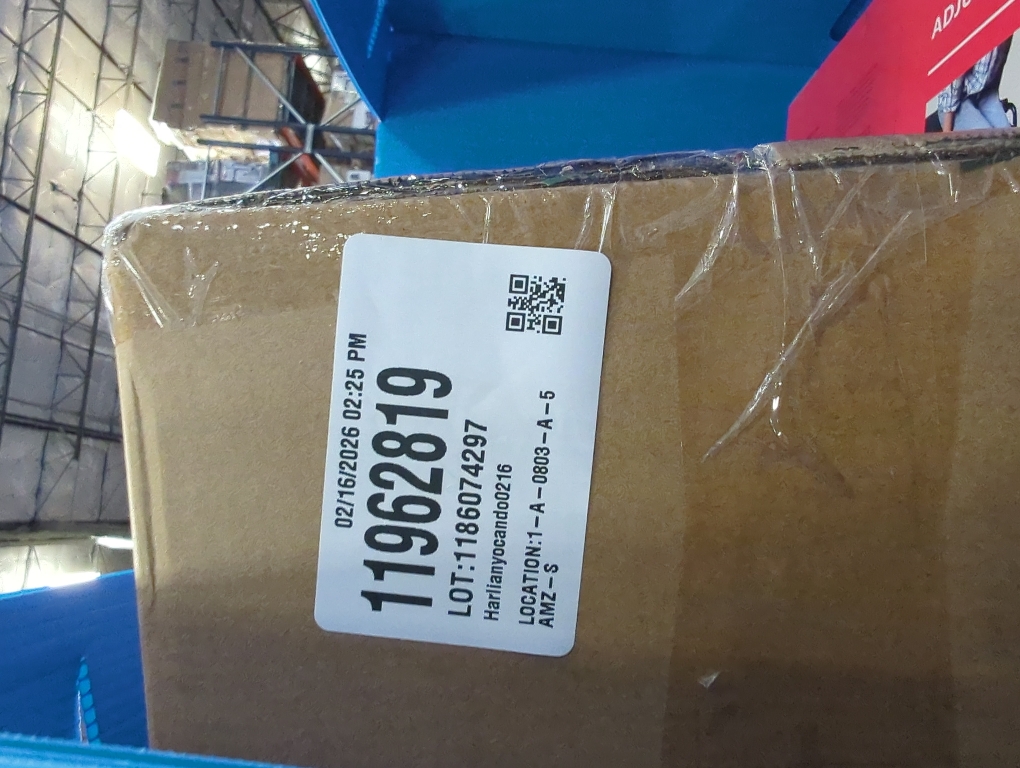 02/16/2026 02:25 PM
11962819
LOT:1186074297
Harlianyocando0216
LOCATION:1-A-0803-A-5
AMZ-S